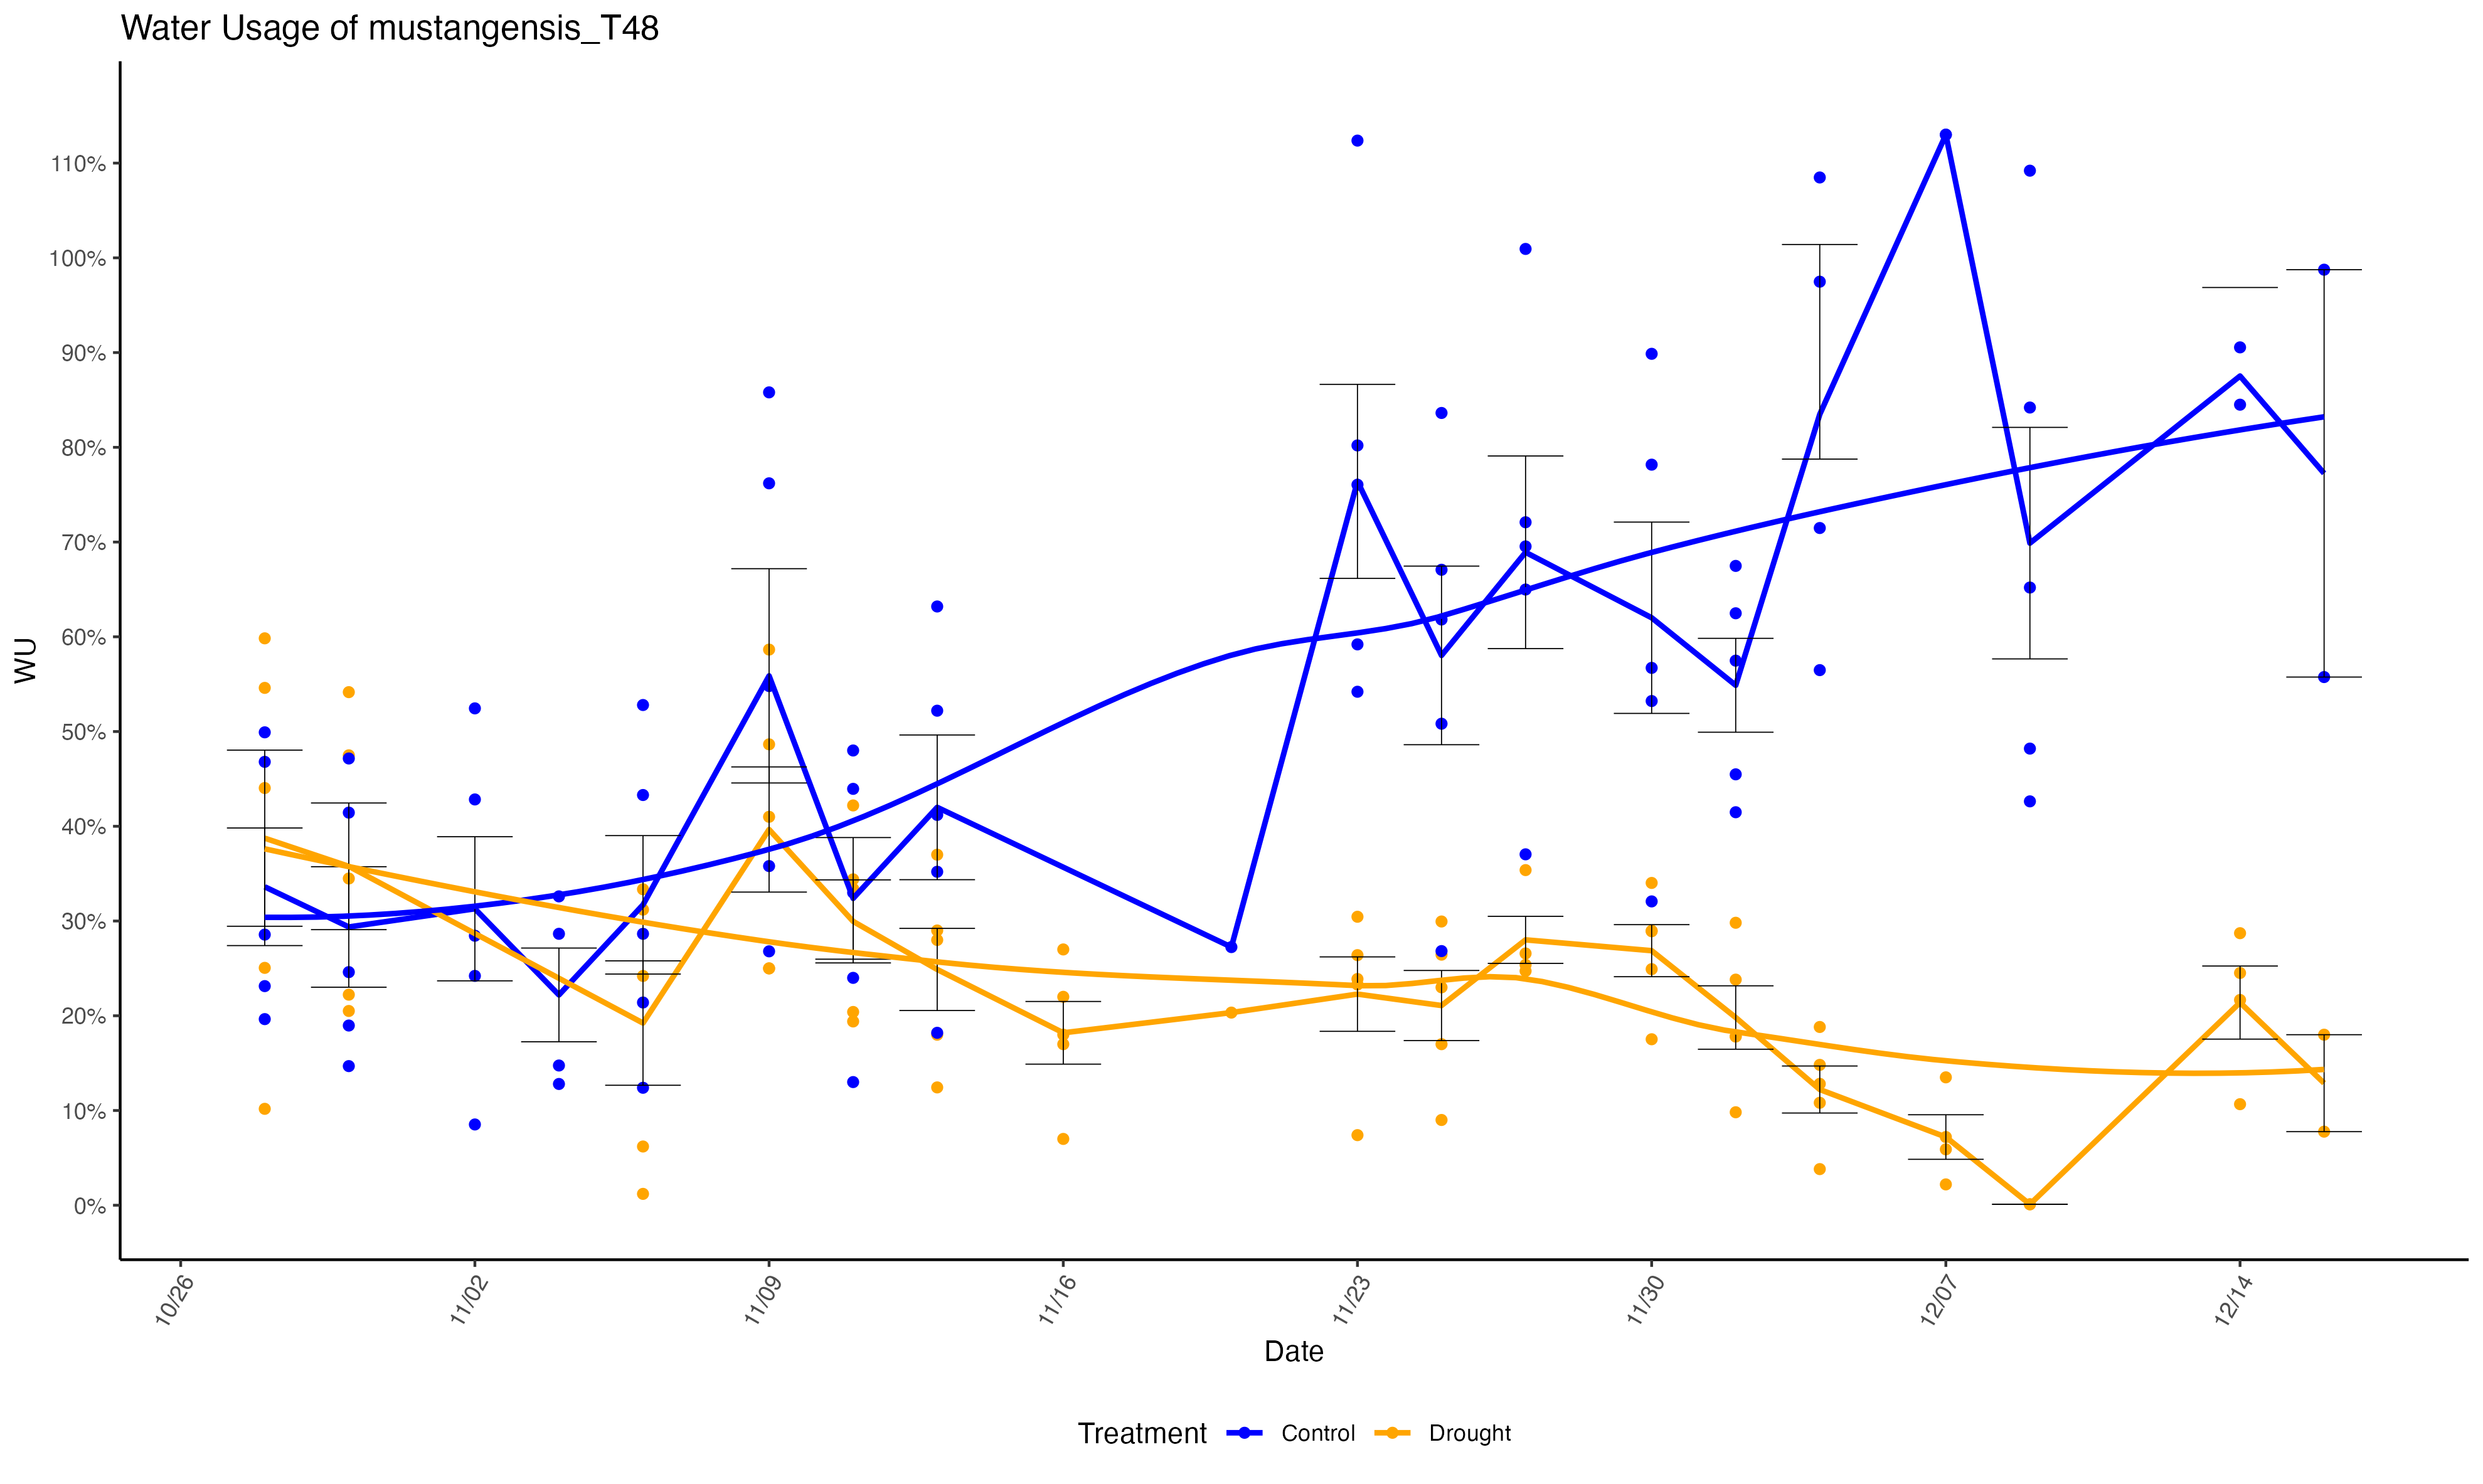 Water Usage of mustangensis_T48
110%
100%
90%
80%
70%
60%
50%
40%
30%
20%
10%
0%
WU
10/26 11/02 11/09 11/16 11/23 11/30 12/07 12/14
Date
Treatment Control Drought